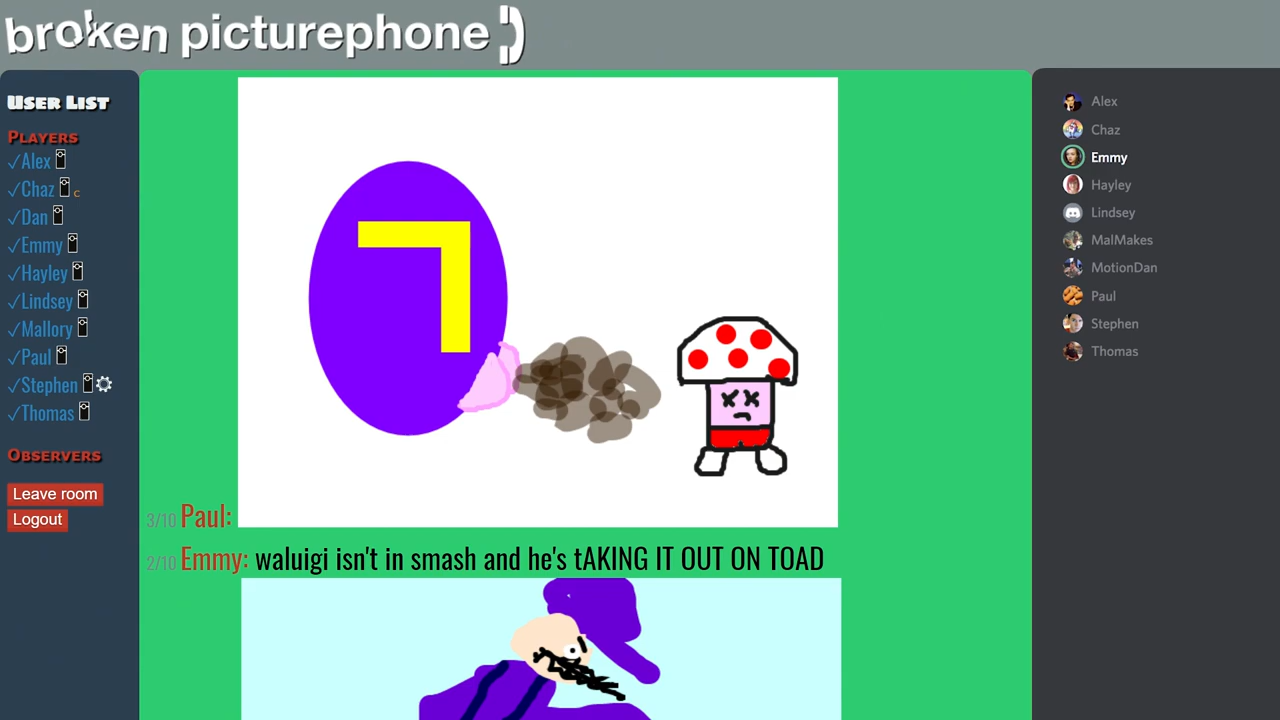 broken picturephone
User List
Players
✓Alex
✓Chaz c
✓Dan
✓Emmy
✓Hayley
✓Lindsey
✓Mallory
✓Paul
✓Stephen
✓Thomas
Observers
Leave room
Logout
3/10 Paul:
2/10 Emmy: waluigi isn't in smash and he's tAKING IT OUT ON TOAD
Alex
Chaz
Emmy
Hayley
Lindsey
MalMakes
MotionDan
Paul
Stephen
Thomas